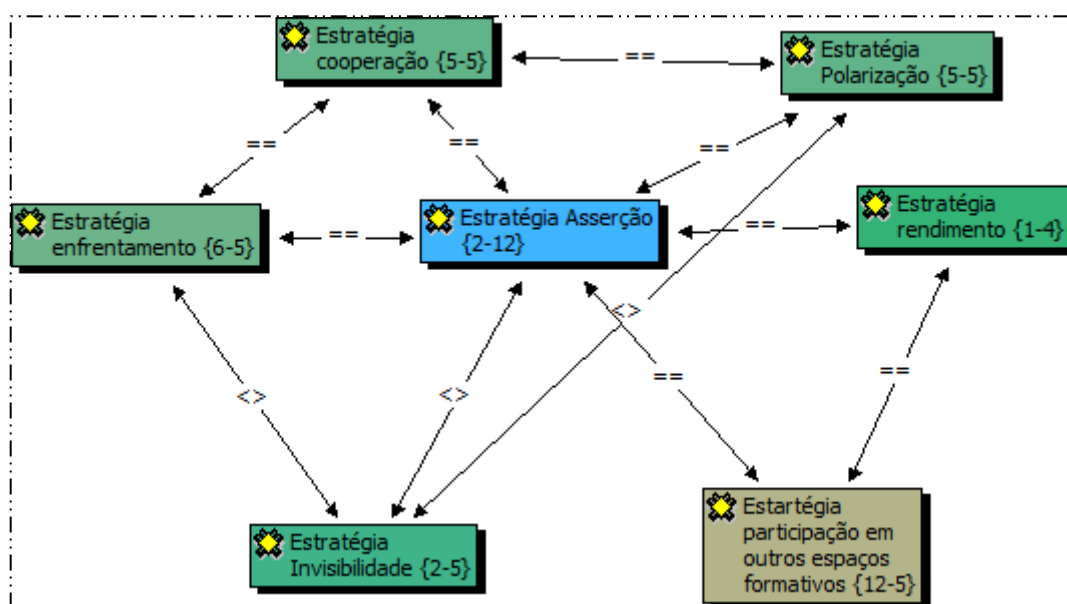 Estratégia
cooperação {5-5}
==
Estratégia
Polarização {5-5}
==
==
==
Estratégia
enfrentamento {6-5}
==
Estratégia Asserção
{2-12}
==
Estratégia
rendimento {1-4}
<>
<>
<>
==
==
Estratégia
Invisibilidade {2-5}
Estartégia
participação em
outros espaços
formativos {12-5}